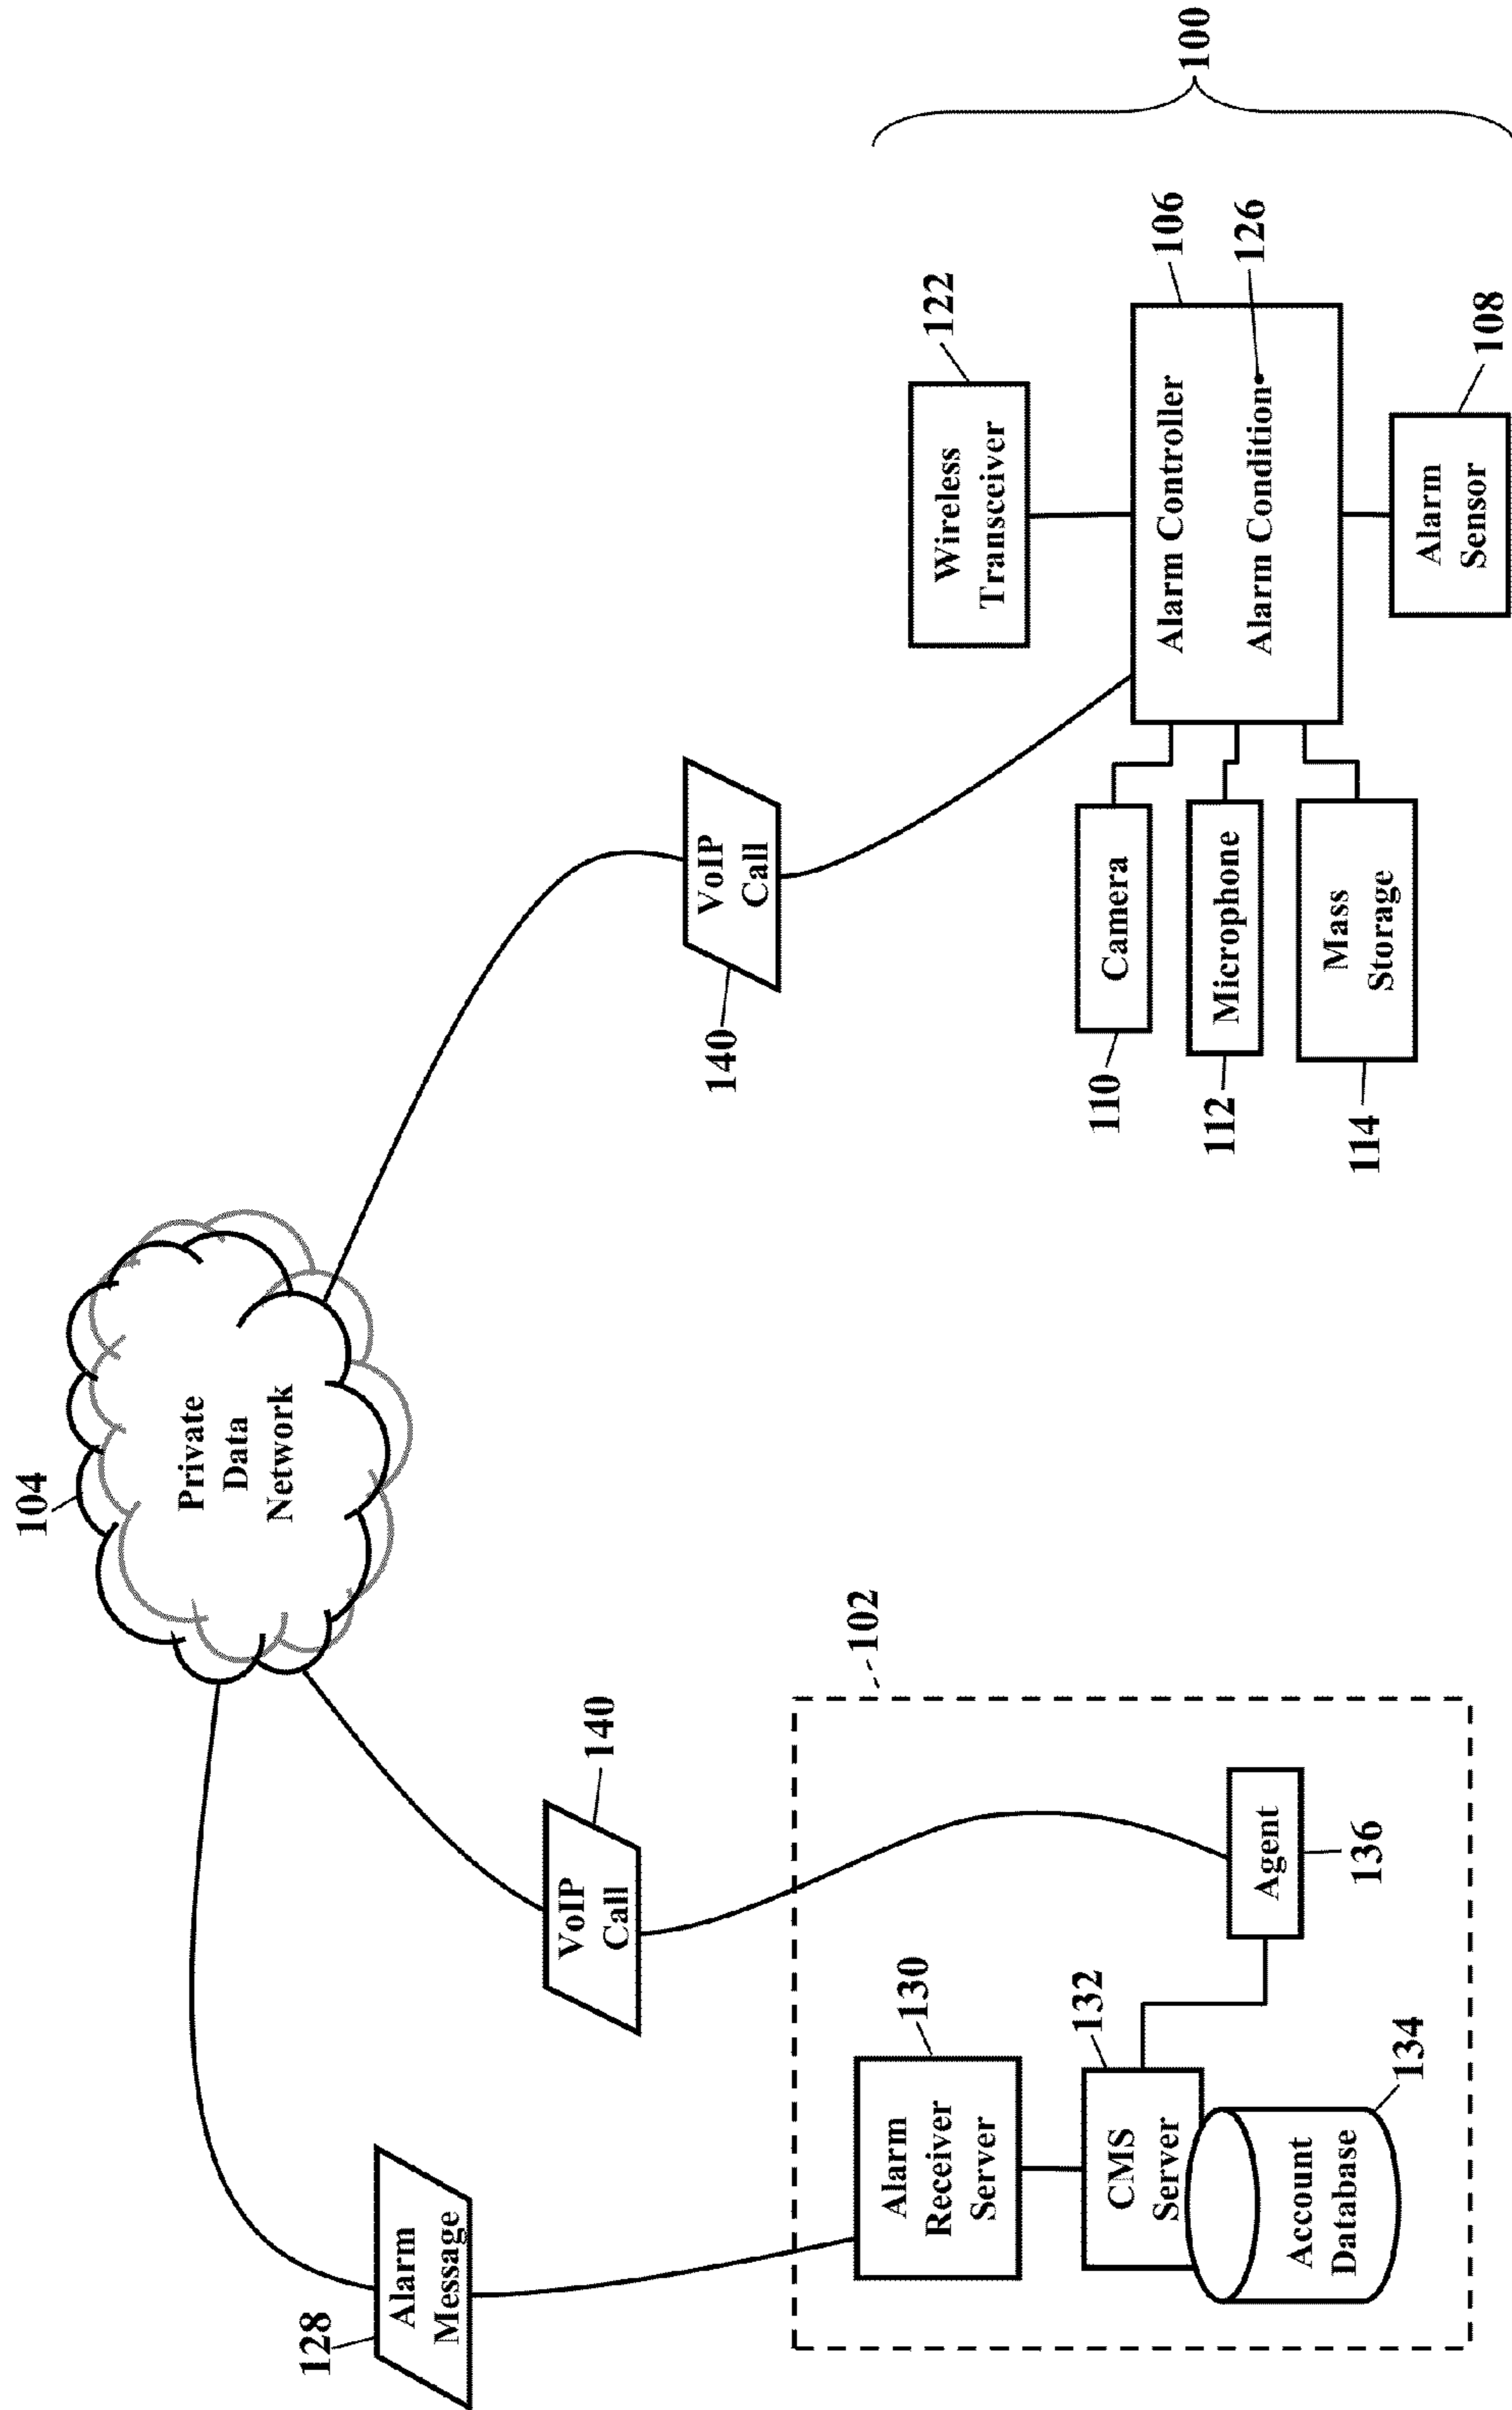 104
Private
Data
Network
128
Alarm
Message
VoIP
Call
140
VoIP
Call
140
102
Alarm
Receiver
Server
130
CMS
Server
132
Account
Database
134
Agent
136
Wireless
Transceiver
122
100
Alarm Controller
106
Alarm Condition
126
Camera
110
Microphone
112
Mass
Storage
114
Alarm
Sensor
108